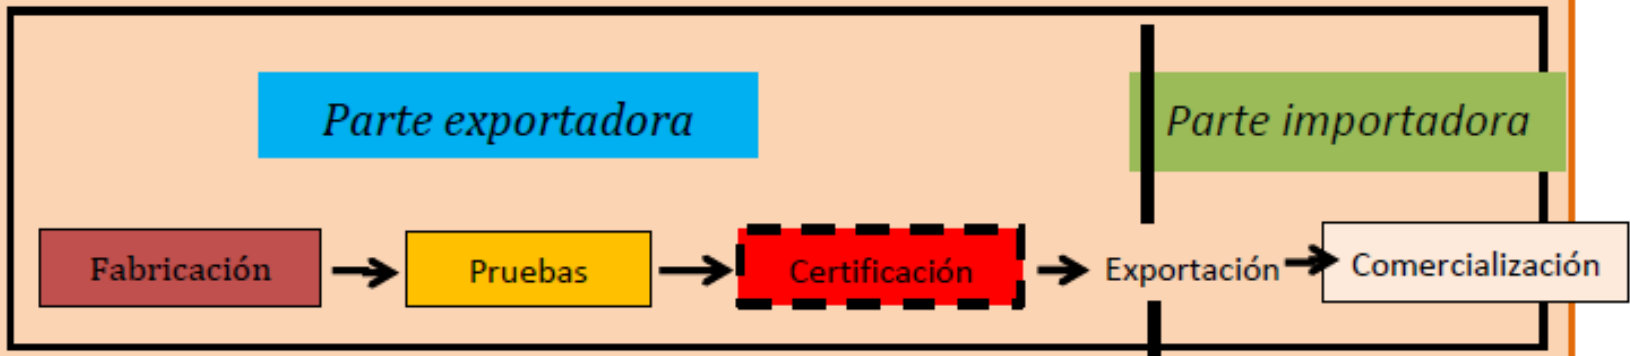 Parte exportadora
Parte importadora
Fabricación
Pruebas
Certificación
Exportación
Comercialización